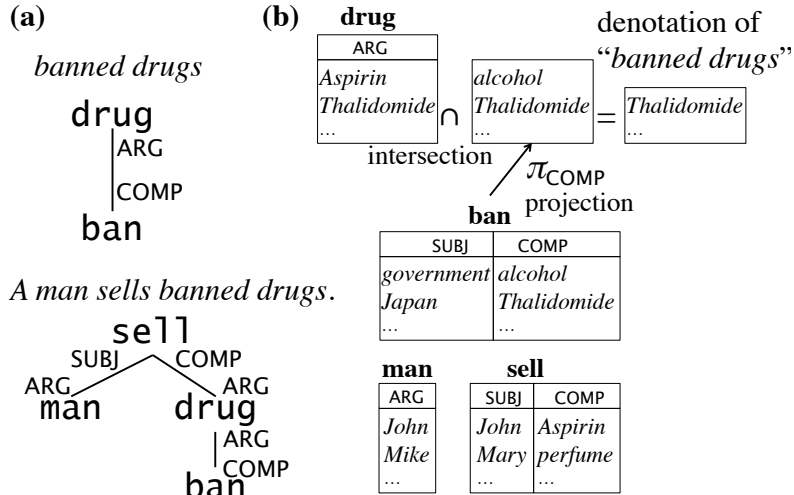 (a)
banned drugs
drug
ARG
COMP
ban
A man sells banned drugs.
sell
SUBJ COMP
ARG ARG
man drug
ARG
COMP
ban
(b)
drug
ARG
Aspirin
Thalidomide
...
∩
intersection
alcohol
Thalidomide
...
=
denotation of
"banned drugs"
Thalidomide
...
πCOMP
projection
ban
SUBJ COMP
government alcohol
Japan Thalidomide
... ...
man
ARG
John
Mike
...
sell
SUBJ COMP
John Aspirin
Mary perfume
... ...